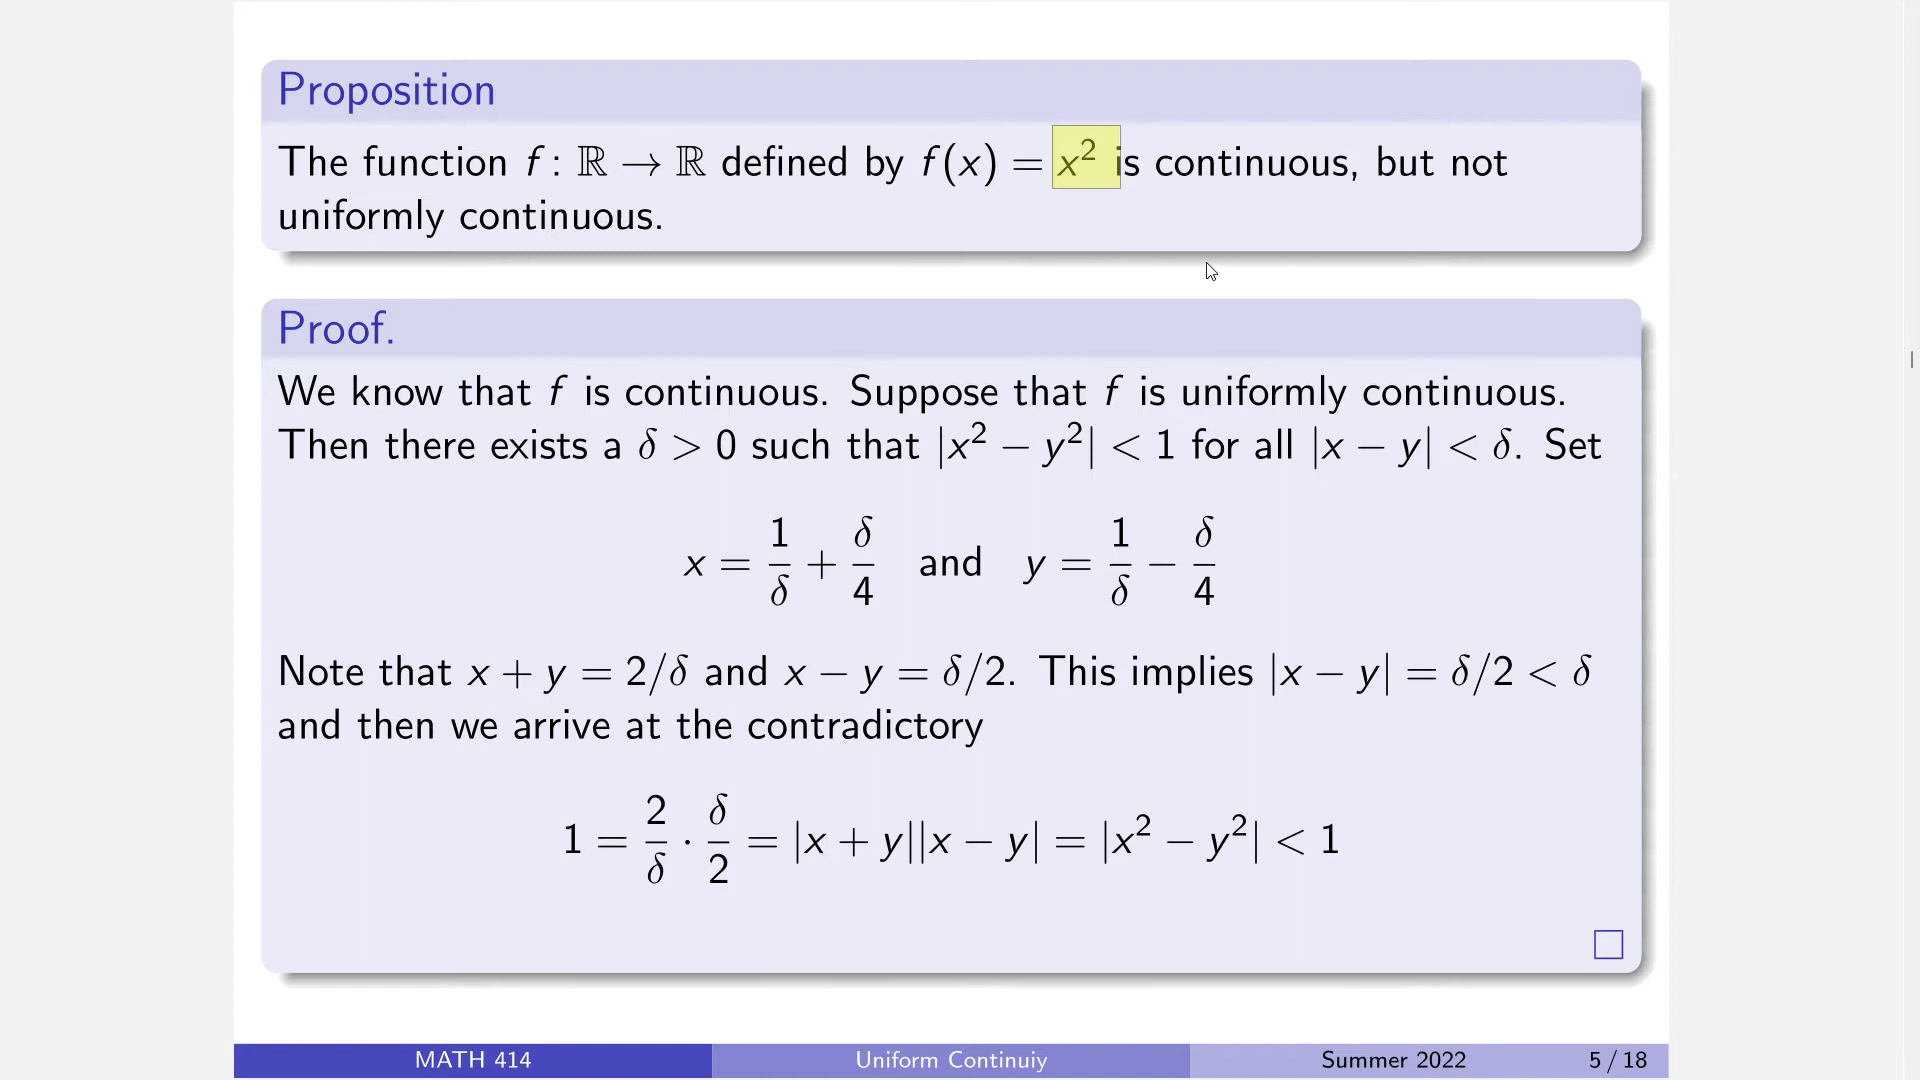 Proposition
The function f : ℝ → ℝ defined by f(x) = x² is continuous, but not
uniformly continuous.
Proof.
We know that f is continuous. Suppose that f is uniformly continuous.
Then there exists a δ > 0 such that |x² − y²| < 1 for all |x − y| < δ. Set
x = 1/δ + δ/4 and y = 1/δ − δ/4
Note that x + y = 2/δ and x − y = δ/2. This implies |x − y| = δ/2 < δ
and then we arrive at the contradictory
1 = 2/δ · δ/2 = |x + y||x − y| = |x² − y²| < 1
□
MATH 414 Uniform Continuiy Summer 2022 5 / 18